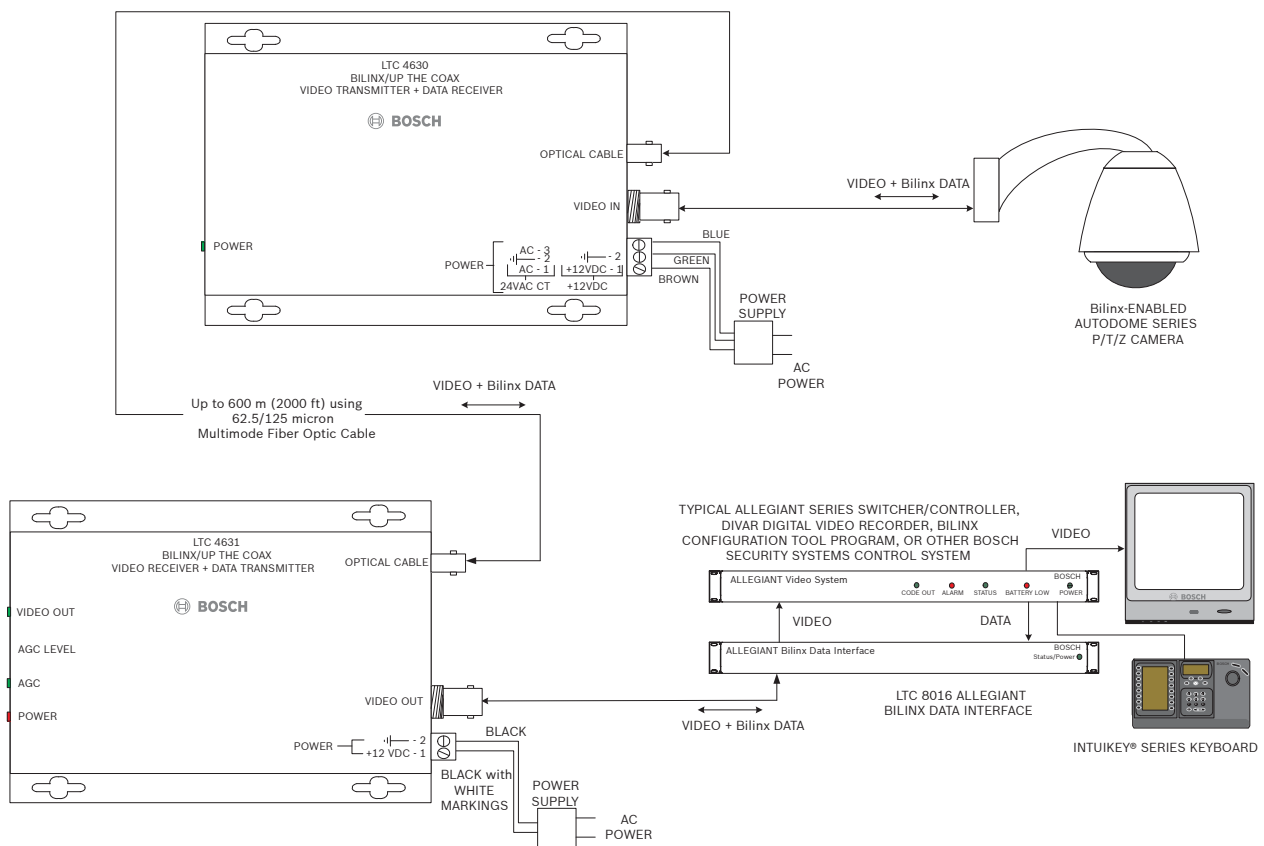 LTC 4630
BILINX/UP THE COAX
VIDEO TRANSMITTER + DATA RECEIVER
BOSCH
OPTICAL CABLE
VIDEO IN
POWER
POWER
AC - 3
- 2
AC - 1
24VAC CT
- 2
+12VDC - 1
+12VDC
BLUE
GREEN
BROWN
POWER
SUPPLY
AC
POWER
VIDEO + Bilinx DATA
Bilinx-ENABLED
AUTODOME SERIES
P/T/Z CAMERA
VIDEO + Bilinx DATA
Up to 600 m (2000 ft) using
62.5/125 micron
Multimode Fiber Optic Cable
LTC 4631
BILINX/UP THE COAX
VIDEO RECEIVER + DATA TRANSMITTER
BOSCH
OPTICAL CABLE
VIDEO OUT
AGC LEVEL
AGC
POWER
VIDEO OUT
POWER
- 2
+12 VDC - 1
BLACK
BLACK with
WHITE
MARKINGS
POWER
SUPPLY
AC
POWER
VIDEO + Bilinx DATA
TYPICAL ALLEGIANT SERIES SWITCHER/CONTROLLER,
DIVAR DIGITAL VIDEO RECORDER, BILINX
CONFIGURATION TOOL PROGRAM, OR OTHER BOSCH
SECURITY SYSTEMS CONTROL SYSTEM
ALLEGIANT Video System
BOSCH
CODE OUT
ALARM
STATUS
BATTERY LOW
POWER
VIDEO
DATA
VIDEO
ALLEGIANT Bilinx Data Interface
BOSCH
Status/Power
LTC 8016 ALLEGIANT
BILINX DATA INTERFACE
BOSCH
INTUIKEY® SERIES KEYBOARD